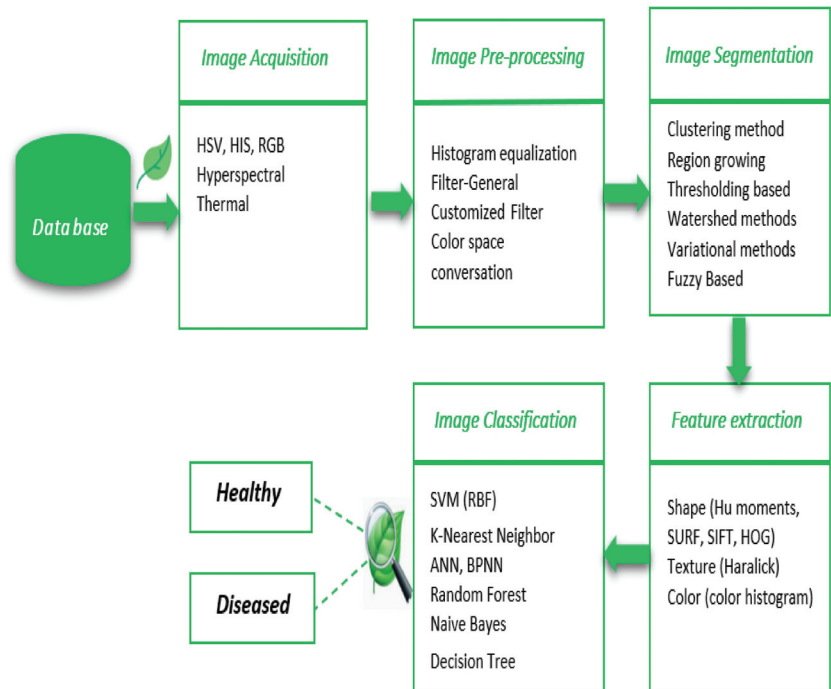 Database
Image Acquisition
HSV, HIS, RGB
Hyperspectral
Thermal
Image Pre-processing
Histogram equalization
Filter-General
Customized Filter
Color space
conversation
Image Segmentation
Clustering method
Region growing
Thresholding based
Watershed methods
Variational methods
Fuzzy Based
Feature extraction
Shape (Hu moments,
SURF, SIFT, HOG)
Texture (Haralick)
Color (color histogram)
Image Classification
SVM (RBF)
K-Nearest Neighbor
ANN, BPNN
Random Forest
Naive Bayes
Decision Tree
Healthy
Diseased